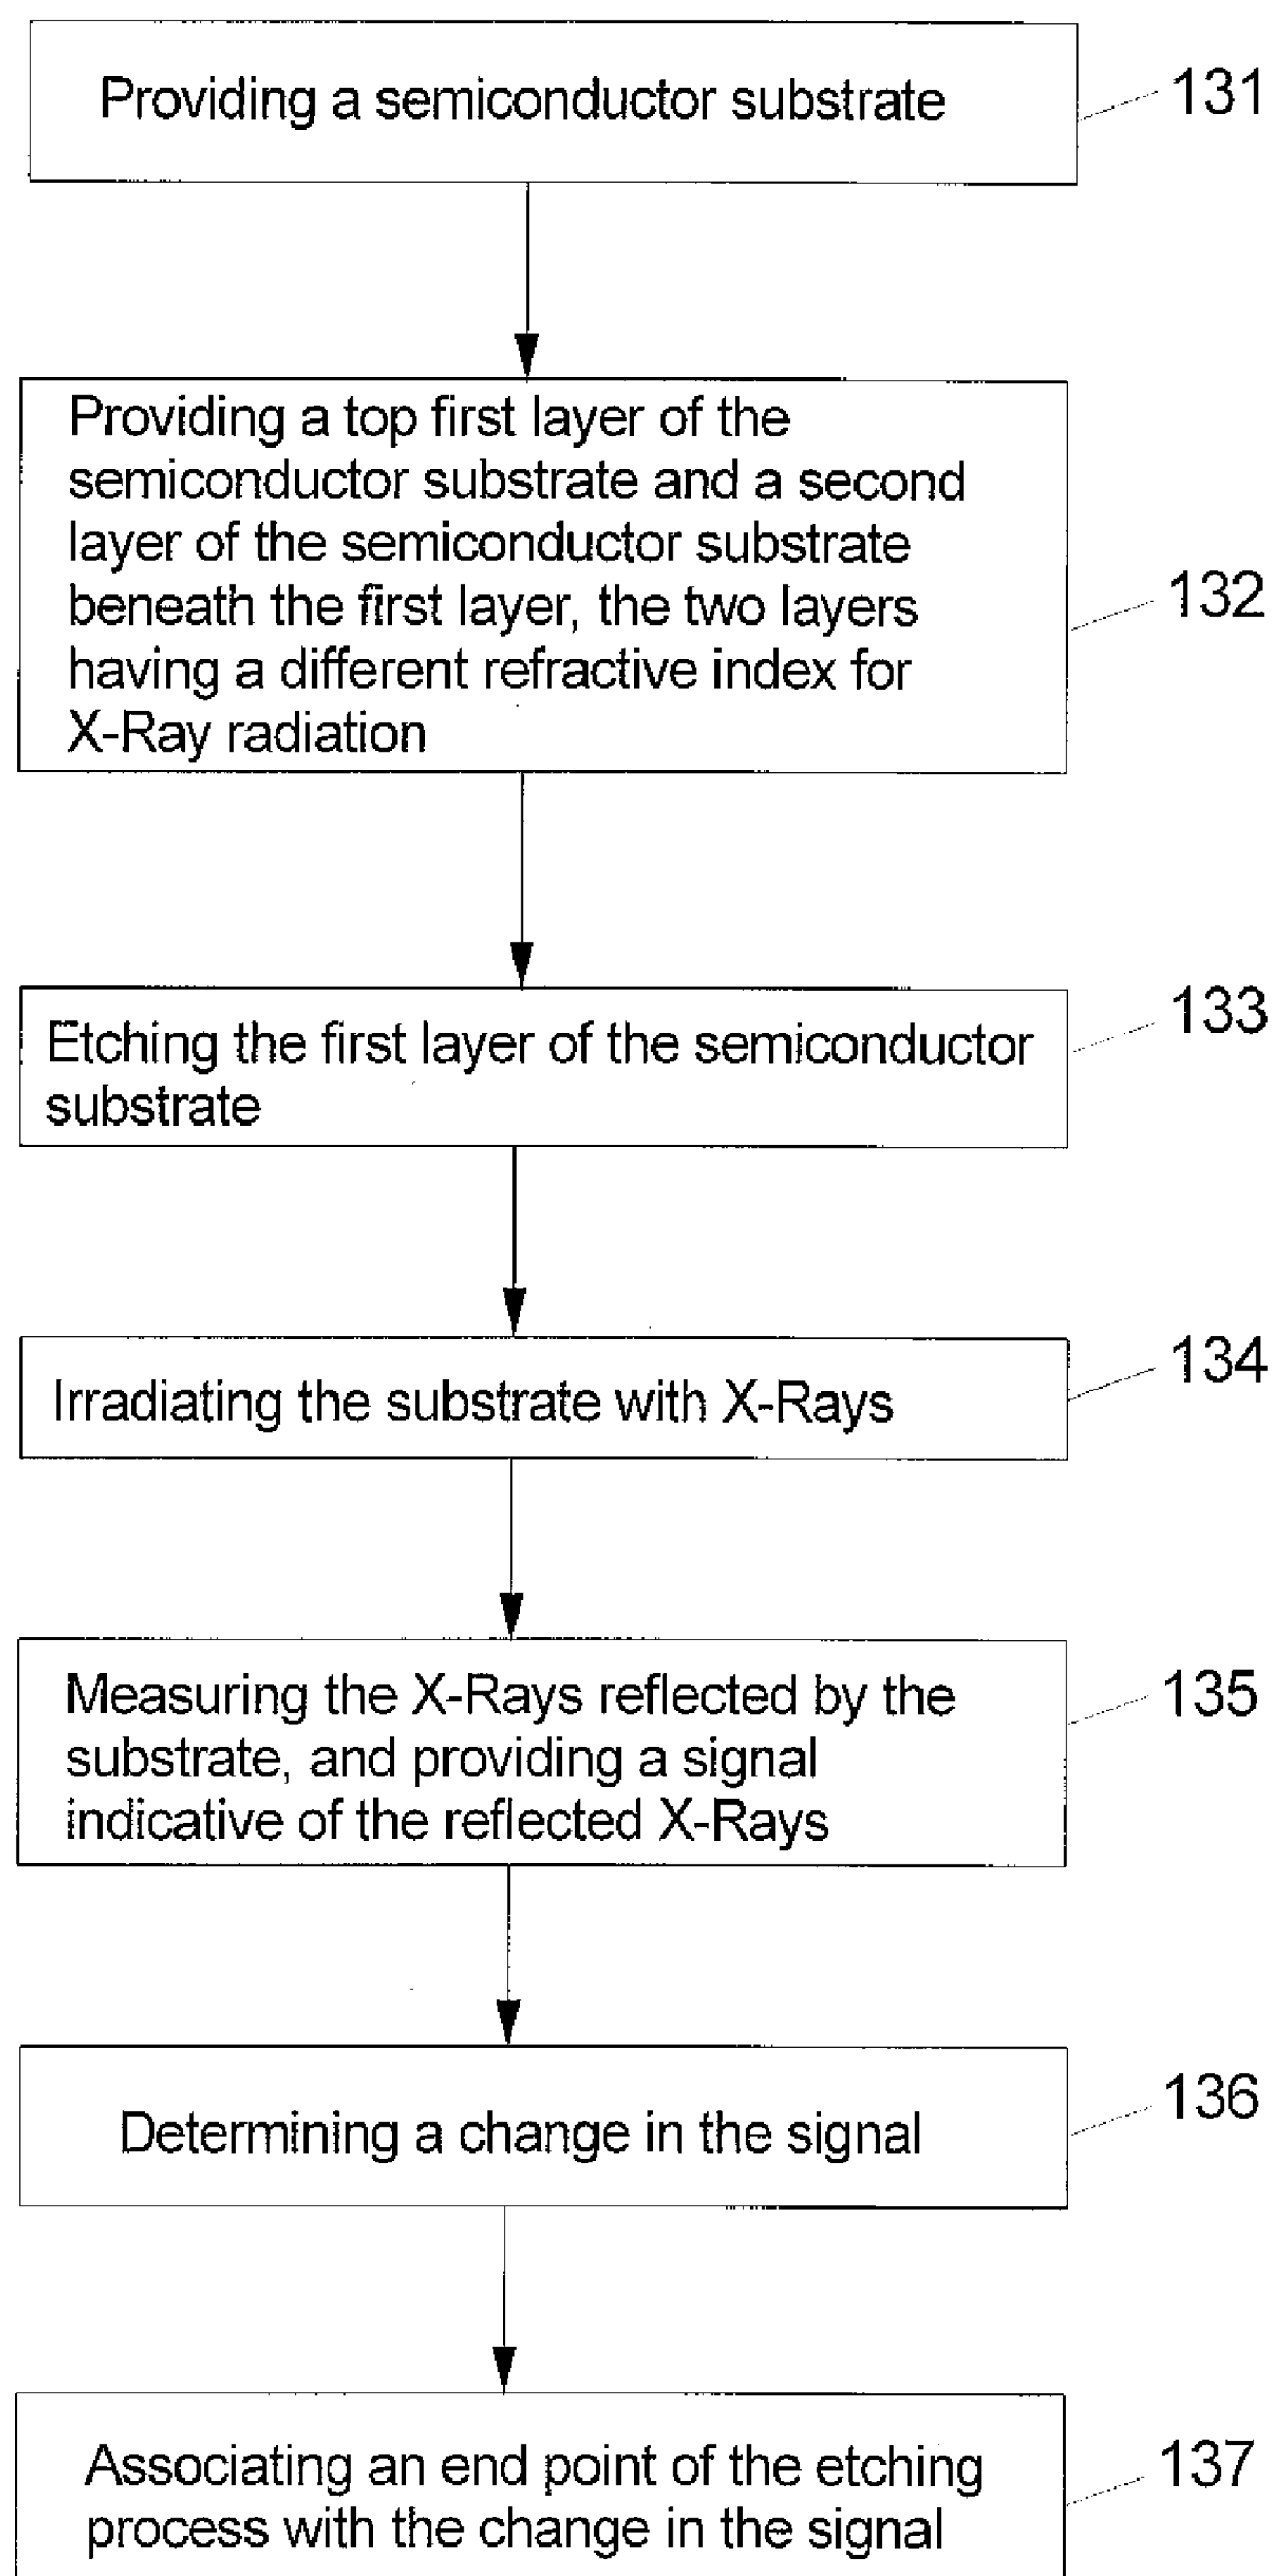 Providing a semiconductor substrate
131
Providing a top first layer of the
semiconductor substrate and a second
layer of the semiconductor substrate
beneath the first layer, the two layers
having a different refractive index for
X-Ray radiation
132
Etching the first layer of the semiconductor
substrate
133
Irradiating the substrate with X-Rays
134
Measuring the X-Rays reflected by the
substrate, and providing a signal
indicative of the reflected X-Rays
135
Determining a change in the signal
136
Associating an end point of the etching
process with the change in the signal
137